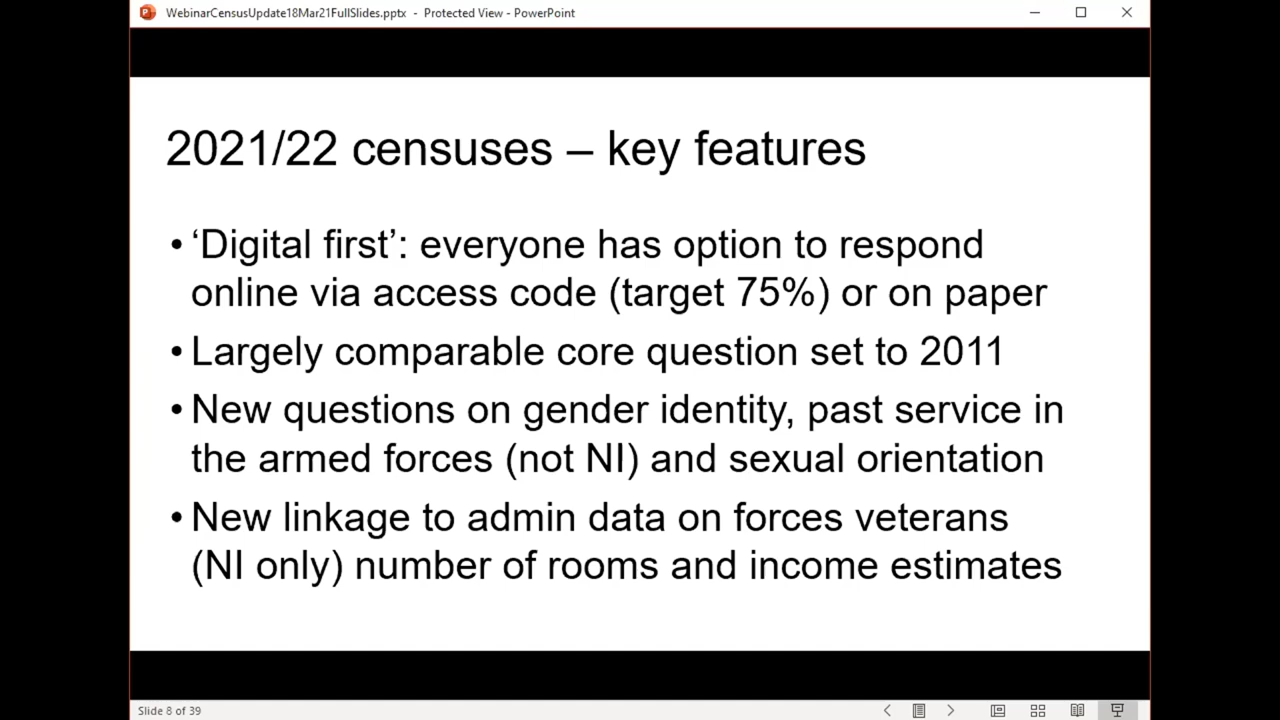 WebinarCensusUpdate18Mar21FullSlides.pptx - Protected View - PowerPoint
2021/22 censuses – key features
• ‘Digital first’: everyone has option to respond
online via access code (target 75%) or on paper
• Largely comparable core question set to 2011
• New questions on gender identity, past service in
the armed forces (not NI) and sexual orientation
• New linkage to admin data on forces veterans
(NI only) number of rooms and income estimates
Slide 8 of 39